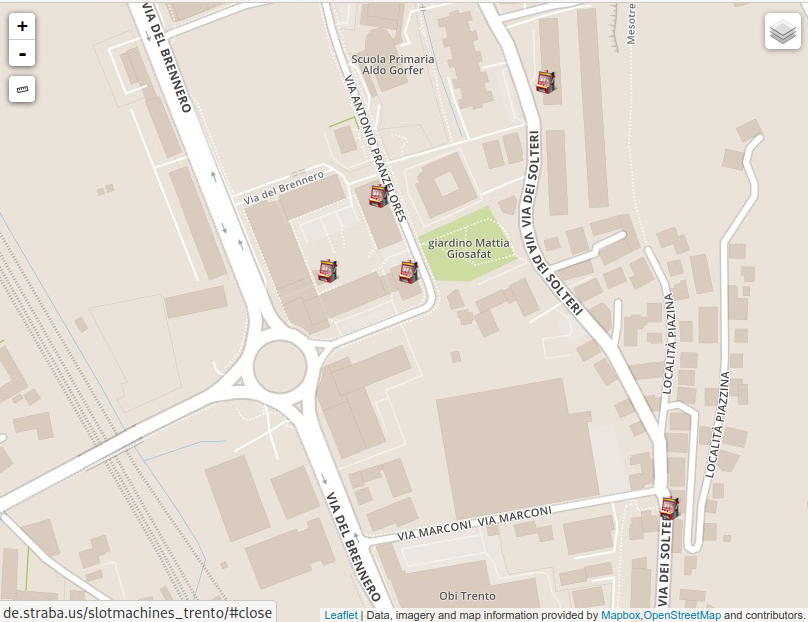 +
-
VIA DEL BRENNERO
Mesotre
Scuola Primaria
Aldo Gorfer
VIA ANTONIO PRANZELORES
VIA DEI SOLTERI
Via del Brennero
VIA
giardino Mattia
Giosafat
VIA DEI SOLTERI
LOCALITÀ PIAZINA
LOCALITÀ PIAZZINA
VIA DEL BRENNERO
VIA MARCONI
VIA MARCONI
VIA DEI SOLTE
Obi Trento
de.straba.us/slotmachines_trento/#close
Leaflet | Data, imagery and map information provided by Mapbox,OpenStreetMap and contributors.